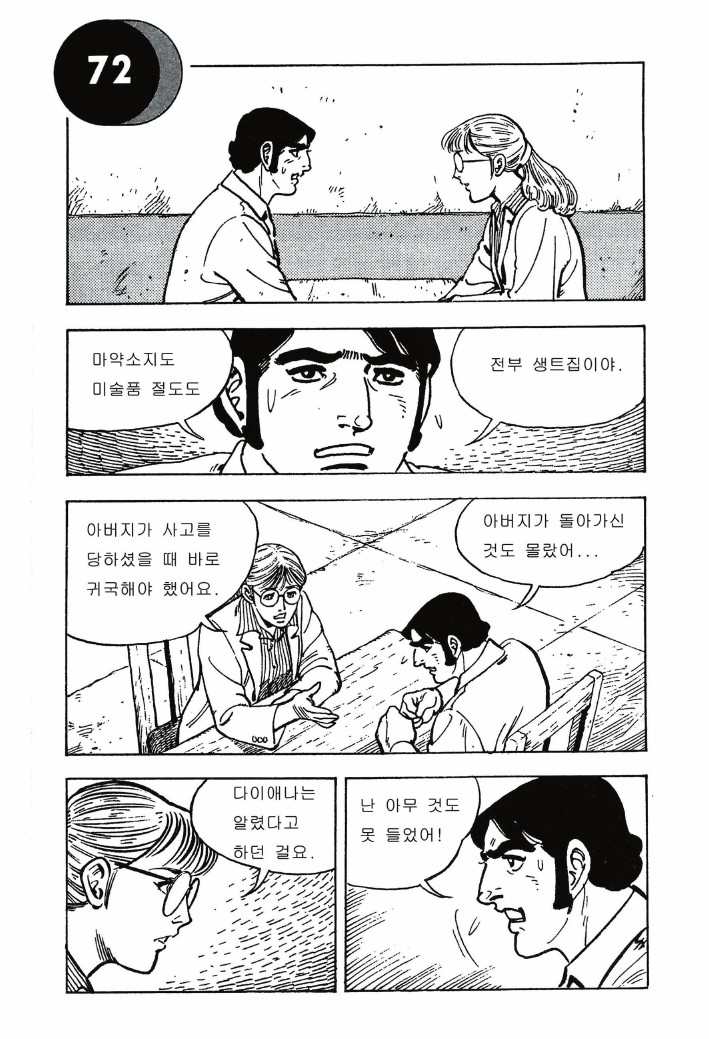 72
마약소지도
미술품 절도도
전부 생트집이야.
아버지가 사고를
당하셨을 때 바로
귀국해야 했어요.
아버지가 돌아가신
것도 몰랐어...
다이애나는
알렸다고
하던 걸요.
난 아무 것도
못 들었어!